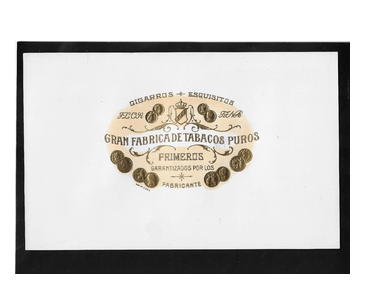 CIGARROS + ESQUISITOS
FLOR FINA
GRAN FABRICA DE TABACOS PUROS
PRIMEROS
GARANTIZADOS POR LOS
FABRICANTE